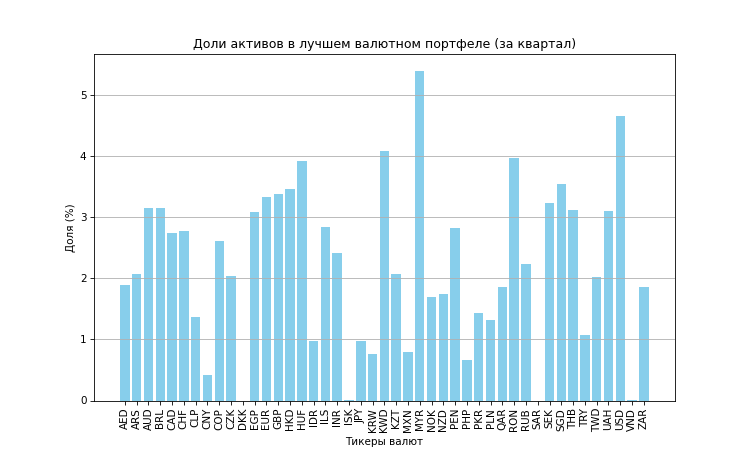 Доли активов в лучшем валютном портфеле (за квартал)
Доля (%)
5
4
3
2
1
0
AED ARS AUD BRL CAD CHF CLP CNY COP CZK DKK EGP EUR GBP HKD HUF IDR ILS INR ISK JPY KRW KWD KZT MXN MYR NOK NZD PEN PHP PKR PLN QAR RON RUB SAR SEK SGD THB TRY TWD UAH USD VND ZAR
Тикеры валют